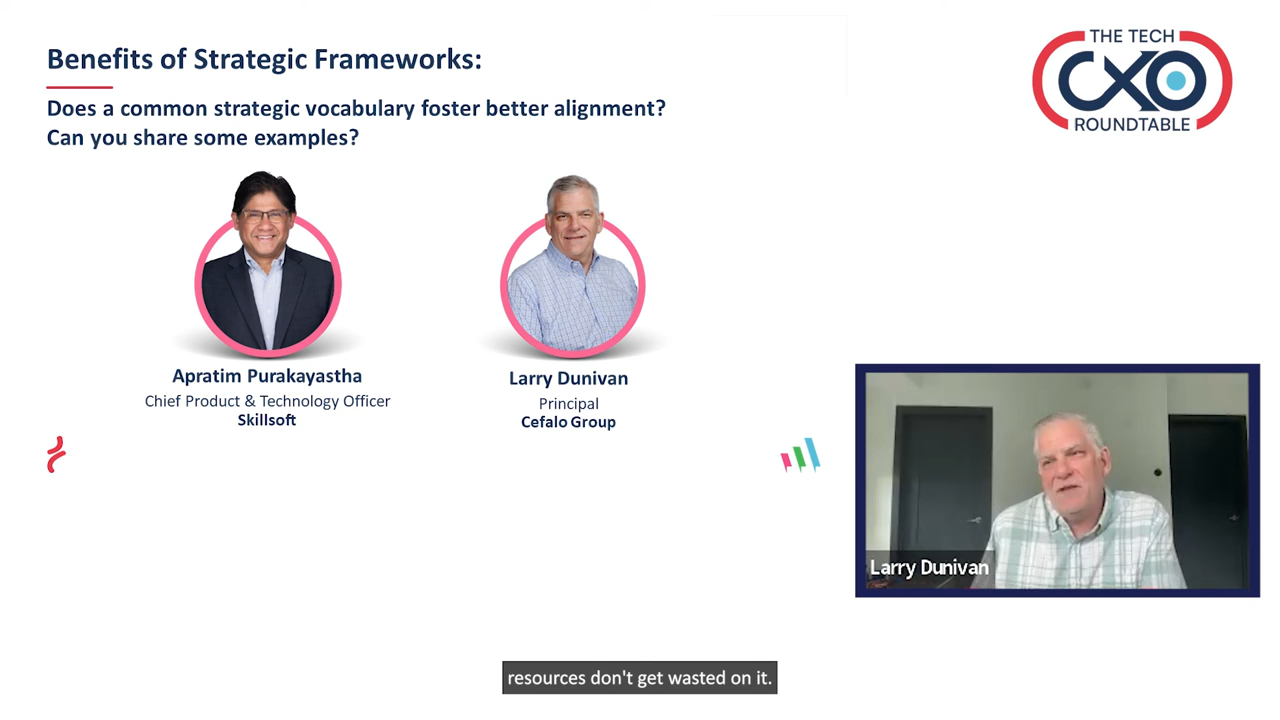 Benefits of Strategic Frameworks:
Does a common strategic vocabulary foster better alignment?
Can you share some examples?
THE TECH
CXO
ROUNDTABLE
Apratim Purakayastha
Chief Product & Technology Officer
Skillsoft
Larry Dunivan
Principal
Cefalo Group
Larry Dunivan
resources don't get wasted on it.